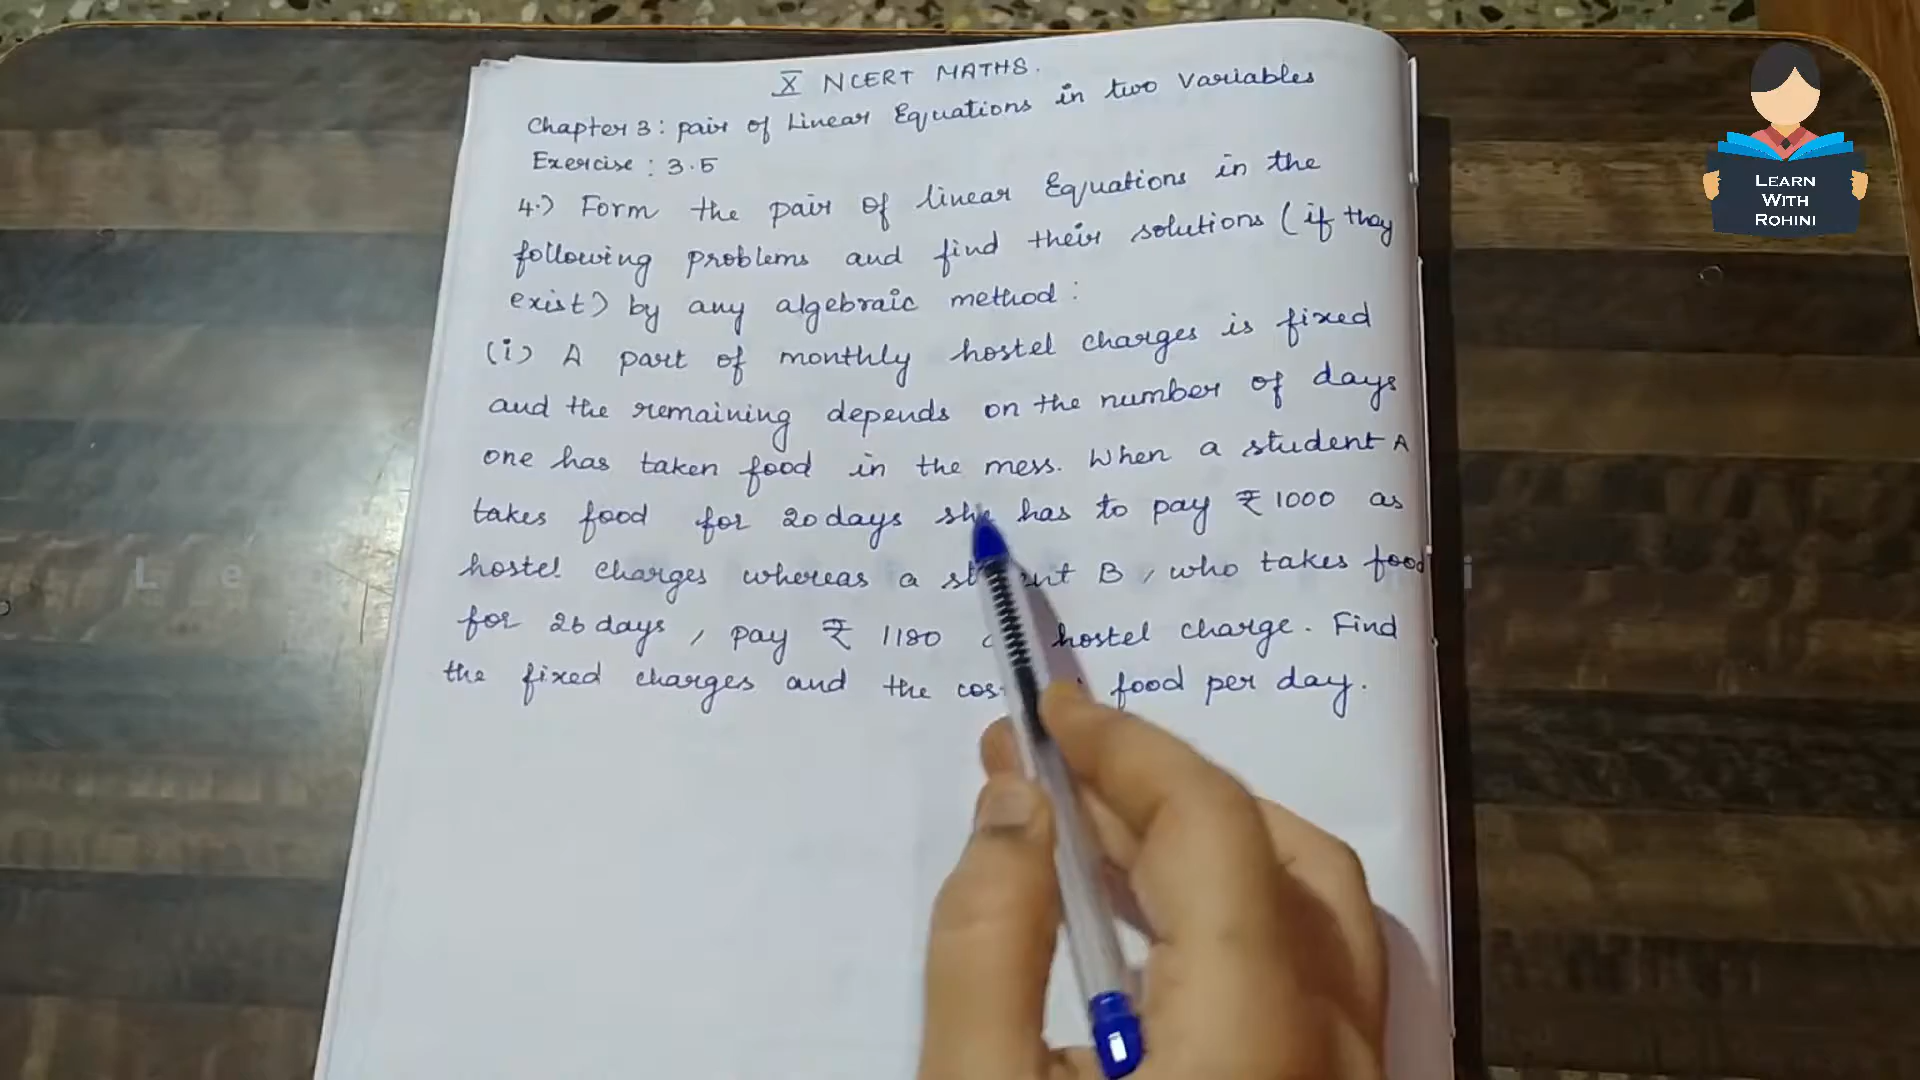 X NCERT MATHS.
Chapter 3: pair of Linear Equations in two Variables
Exercise: 3.5
4.) Form the pair of linear Equations in the
following problems and find their solutions (if they
exist) by any algebraic method:
(i) A part of monthly hostel charges is fixed
and the remaining depends on the number of days
one has taken food in the mess. When a student A
takes food for 20 days she has to pay ₹ 1000 as
hostel charges whereas a B, who takes food
for 26 days, pay ₹ 1180 hostel charge. Find
the fixed charges and the food per day.
LEARN
WITH
ROHINI